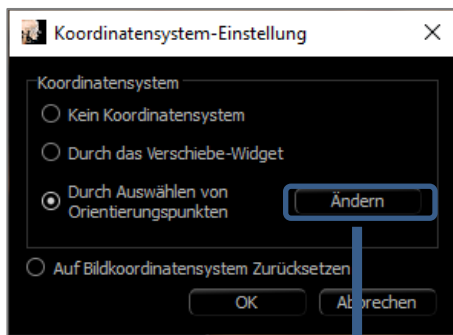 Koordinatensystem-Einstellung
Koordinatensystem
Kein Koordinatensystem
Durch das Verschiebe-Widget
Durch Auswählen von
Orientierungspunkten
Ändern
Auf Bildkoordinatensystem Zurücksetzen
OK
Abbrechen